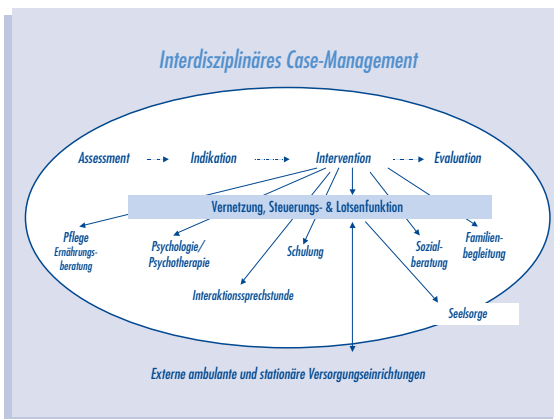 Interdisziplinäres Case-Management
Assessment
Indikation
Intervention
Evaluation
Vernetzung, Steuerungs- & Lotsenfunktion
Pflege
Ernährungs-
beratung
Psychologie/
Psychotherapie
Schulung
Sozial-
beratung
Familien-
begleitung
Interaktionssprechstunde
Seelsorge
Externe ambulante und stationäre Versorgungseinrichtungen